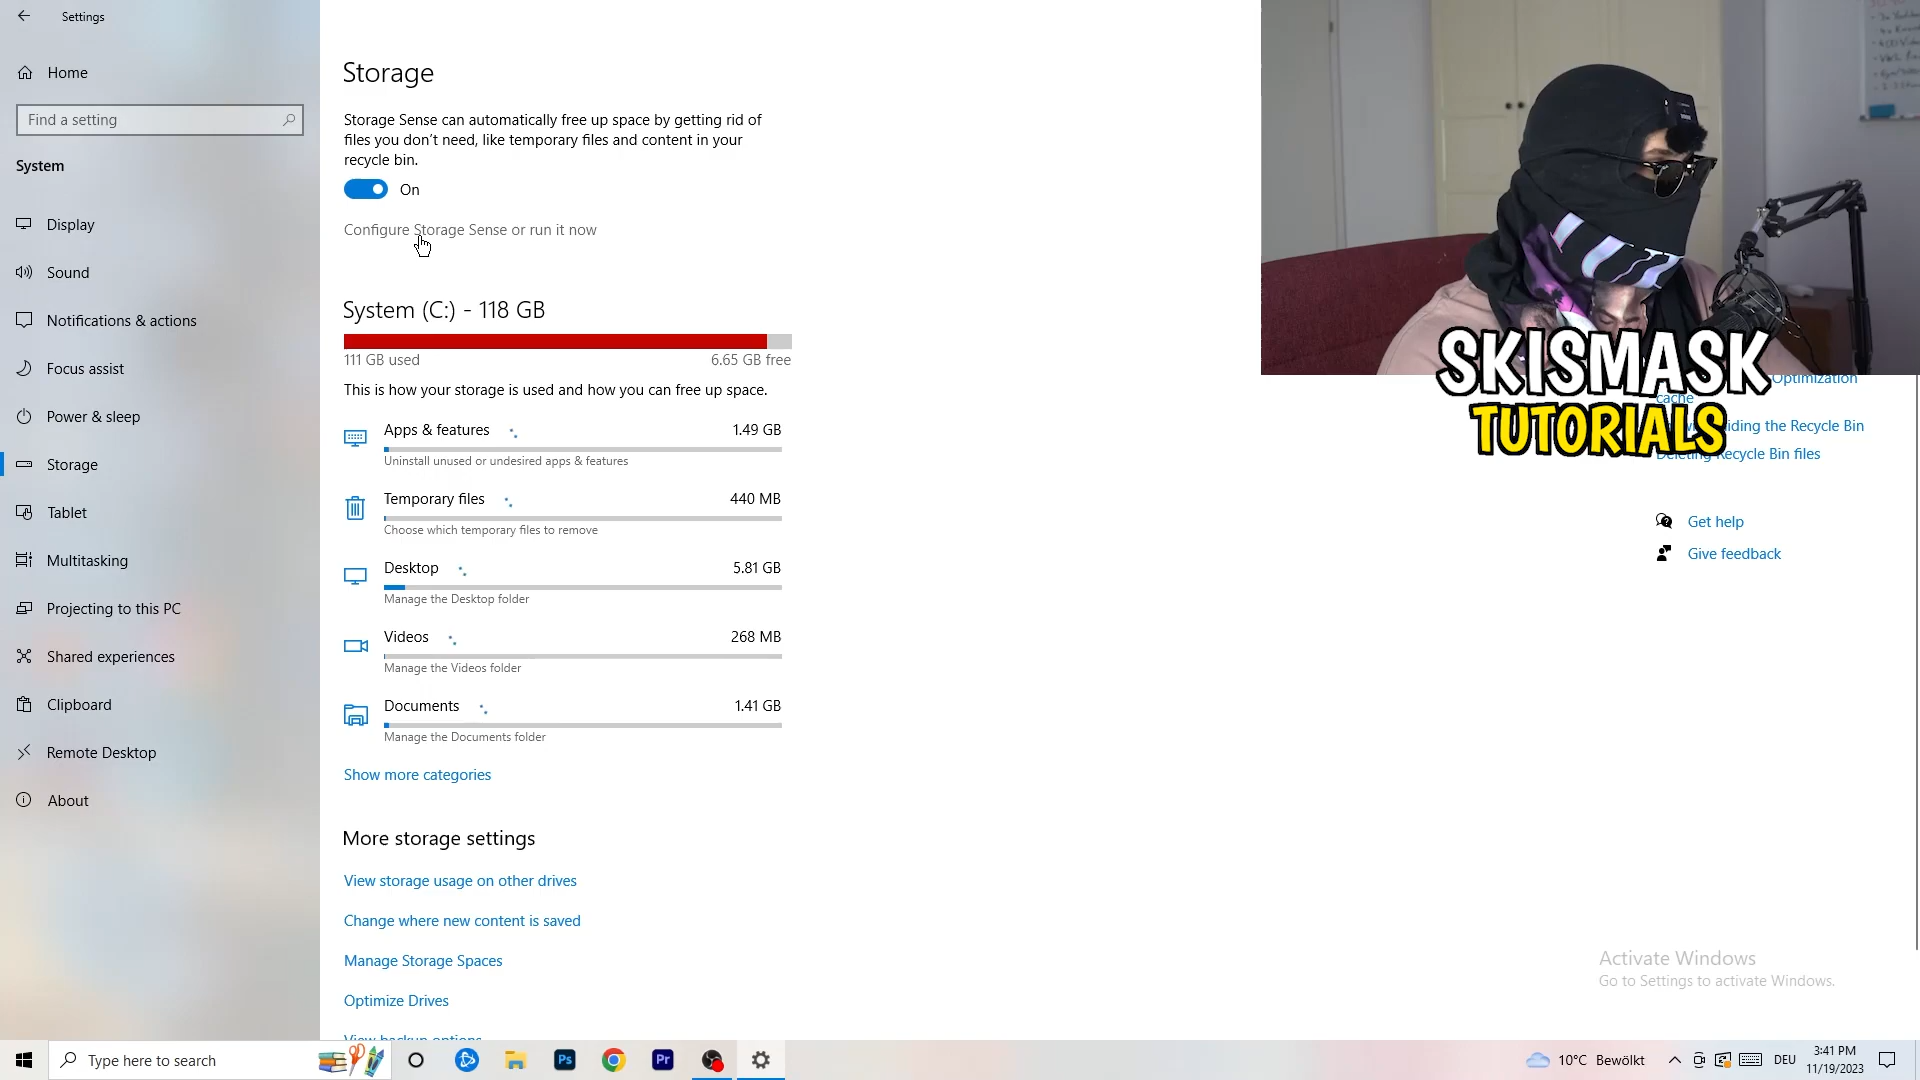 Settings
Home
Find a setting
System
Display
Sound
Notifications & actions
Focus assist
Power & sleep
Storage
Tablet
Multitasking
Projecting to this PC
Shared experiences
Clipboard
Remote Desktop
About
Storage
Storage Sense can automatically free up space by getting rid of
files you don't need, like temporary files and content in your
recycle bin.
On
Configure Storage Sense or run it now
System (C:) - 118 GB
111 GB used 6.65 GB free
This is how your storage is used and how you can free up space.
Apps & features 1.49 GB
Uninstall unused or undesired apps & features
Temporary files 440 MB
Choose which temporary files to remove
Desktop 5.81 GB
Manage the Desktop folder
Videos 268 MB
Manage the Videos folder
Documents 1.41 GB
Manage the Documents folder
Show more categories
More storage settings
View storage usage on other drives
Change where new content is saved
Manage Storage Spaces
Optimize Drives
View backup options
SKISMASK
TUTORIALS
Optimization
cache
the Recycle Bin
Recycle Bin files
Get help
Give feedback
Activate Windows
Go to Settings to activate Windows.
Type here to search
Ps
Pr
10°C Bewölkt
DEU
3:41 PM
11/19/2023